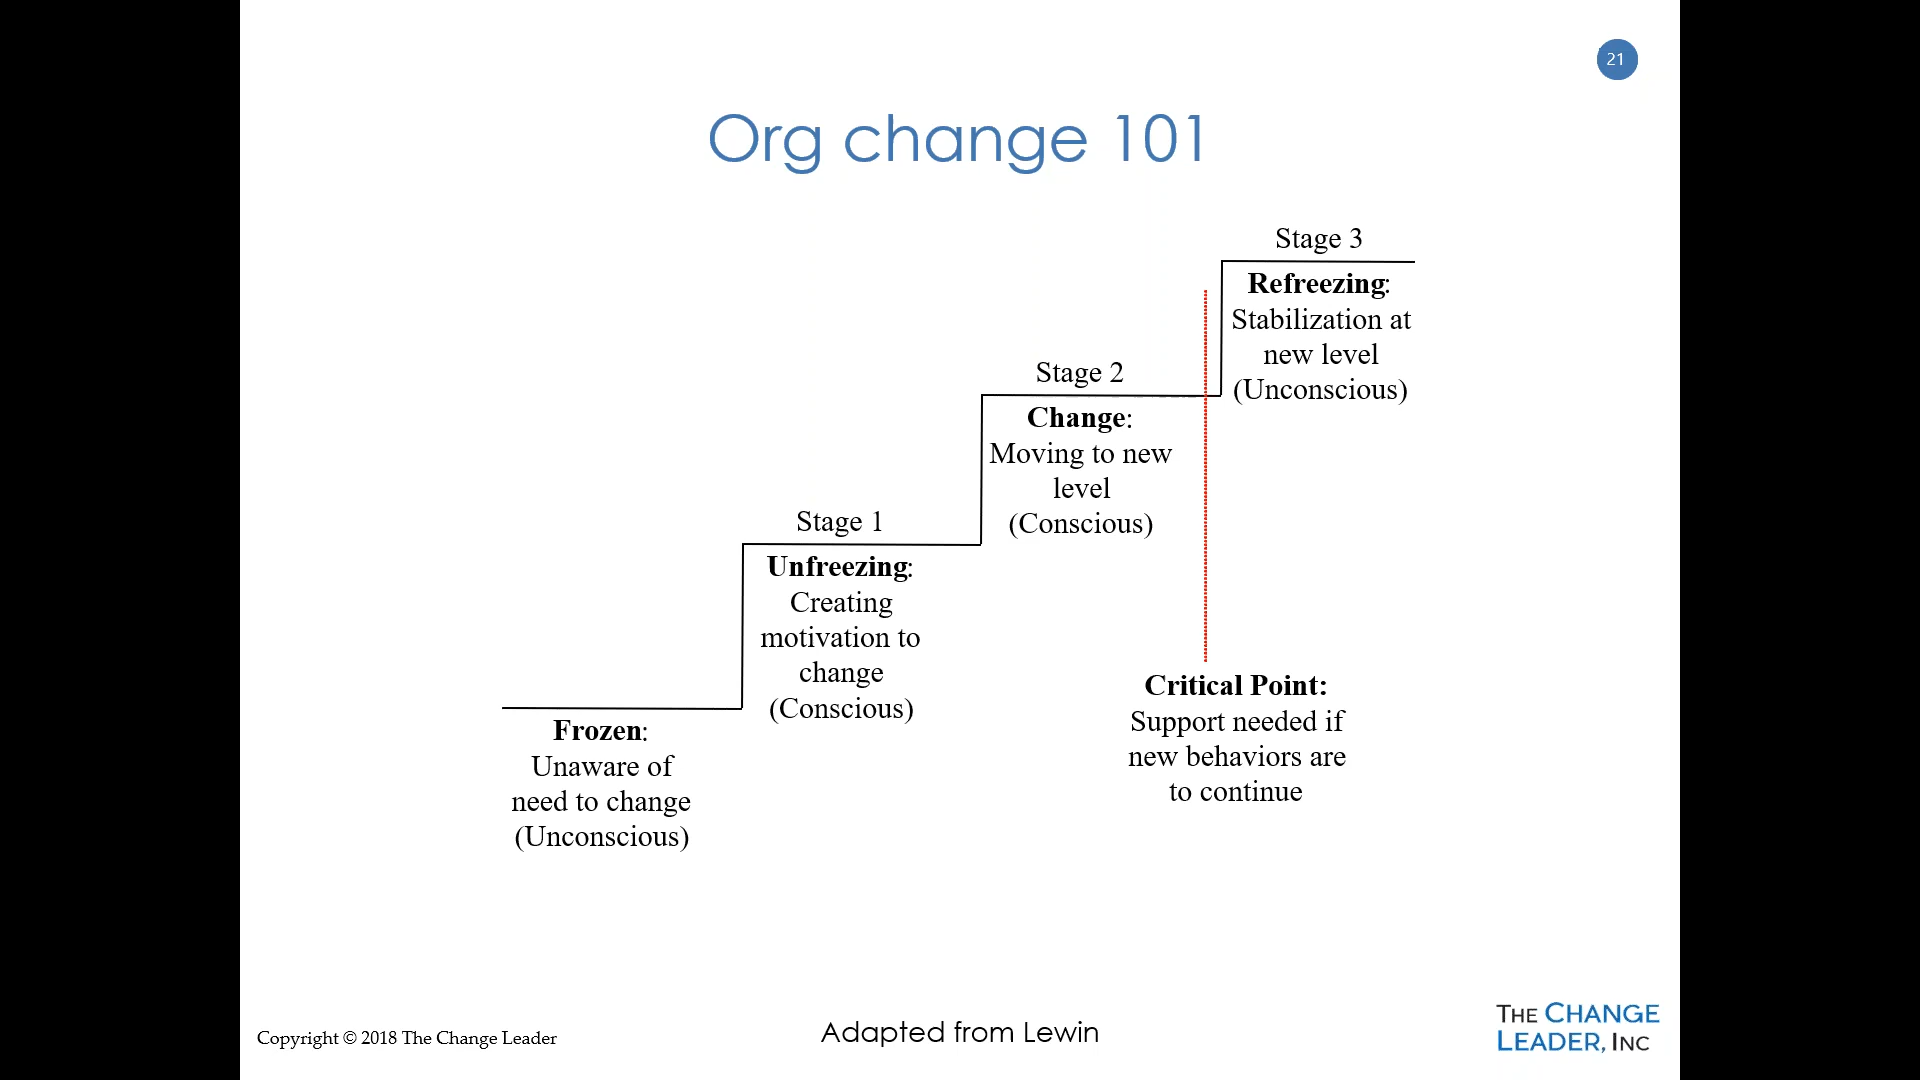 21
Org change 101
Stage 3
Refreezing:
Stabilization at
new level
(Unconscious)
Stage 2
Change:
Moving to new
level
(Conscious)
Stage 1
Unfreezing:
Creating
motivation to
change
(Conscious)
Frozen:
Unaware of
need to change
(Unconscious)
Critical Point:
Support needed if
new behaviors are
to continue
Copyright © 2018 The Change Leader
Adapted from Lewin
THE CHANGE
LEADER, INC